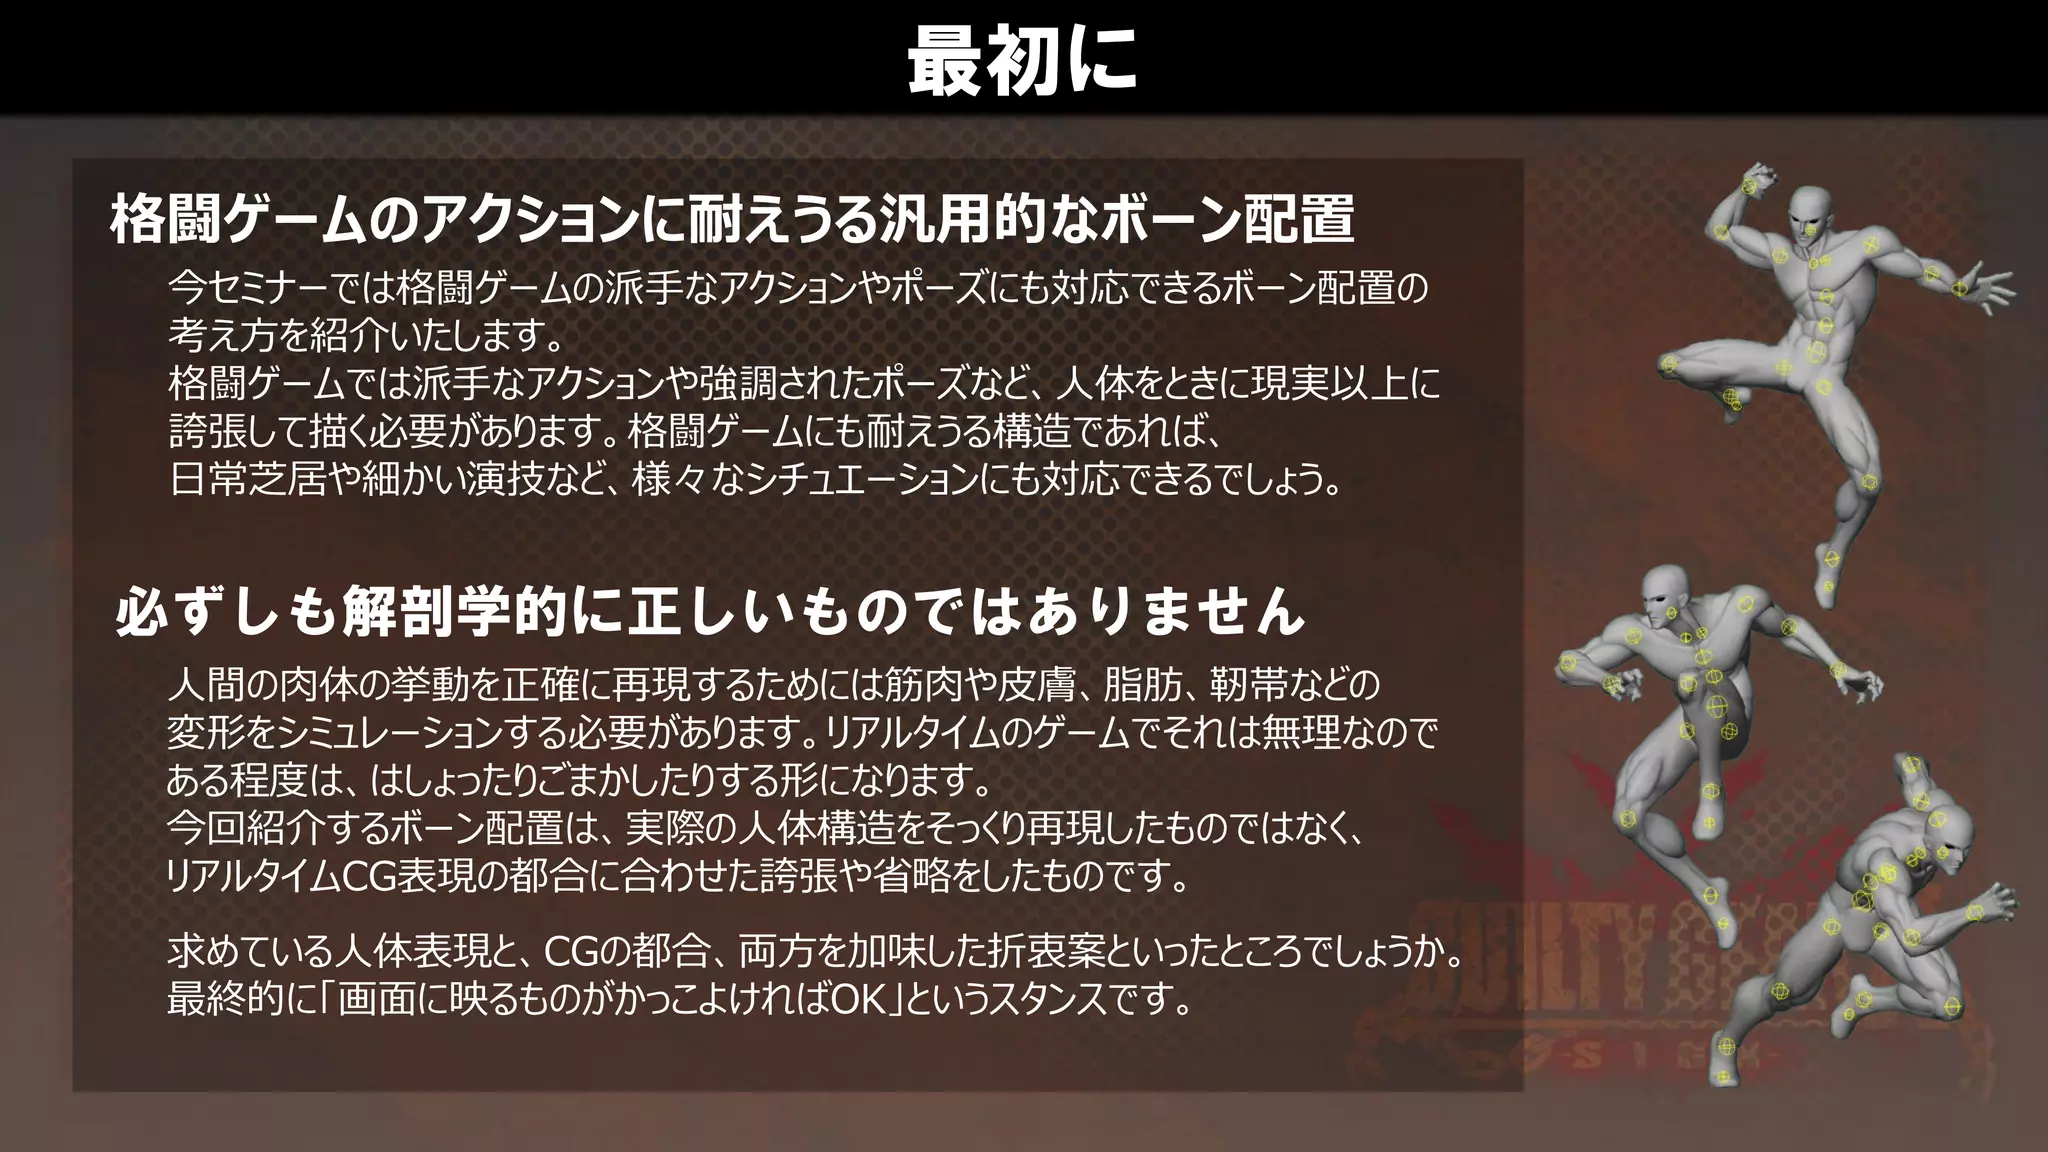 最初に
格闘ゲームのアクションに耐えうる汎用的なボーン配置
今セミナーでは格闘ゲームの派手なアクションやポーズにも対応できるボーン配置の
考え方を紹介いたします。
格闘ゲームでは派手なアクションや強調されたポーズなど、人体をときに現実以上に
誇張して描く必要があります。格闘ゲームにも耐えうる構造であれば、
日常芝居や細かい演技など、様々なシチュエーションにも対応できるでしょう。
必ずしも解剖学的に正しいものではありません
人間の肉体の挙動を正確に再現するためには筋肉や皮膚、脂肪、靭帯などの
変形をシミュレーションする必要があります。リアルタイムのゲームでそれは無理なので
ある程度は、はしょったりごまかしたりする形になります。
今回紹介するボーン配置は、実際の人体構造をそっくり再現したものではなく、
リアルタイムCG表現の都合に合わせた誇張や省略をしたものです。
求めている人体表現と、CGの都合、両方を加味した折衷案といったところでしょうか。
最終的に「画面に映るものがかっこよければOK」というスタンスです。
GUILTY GEAR